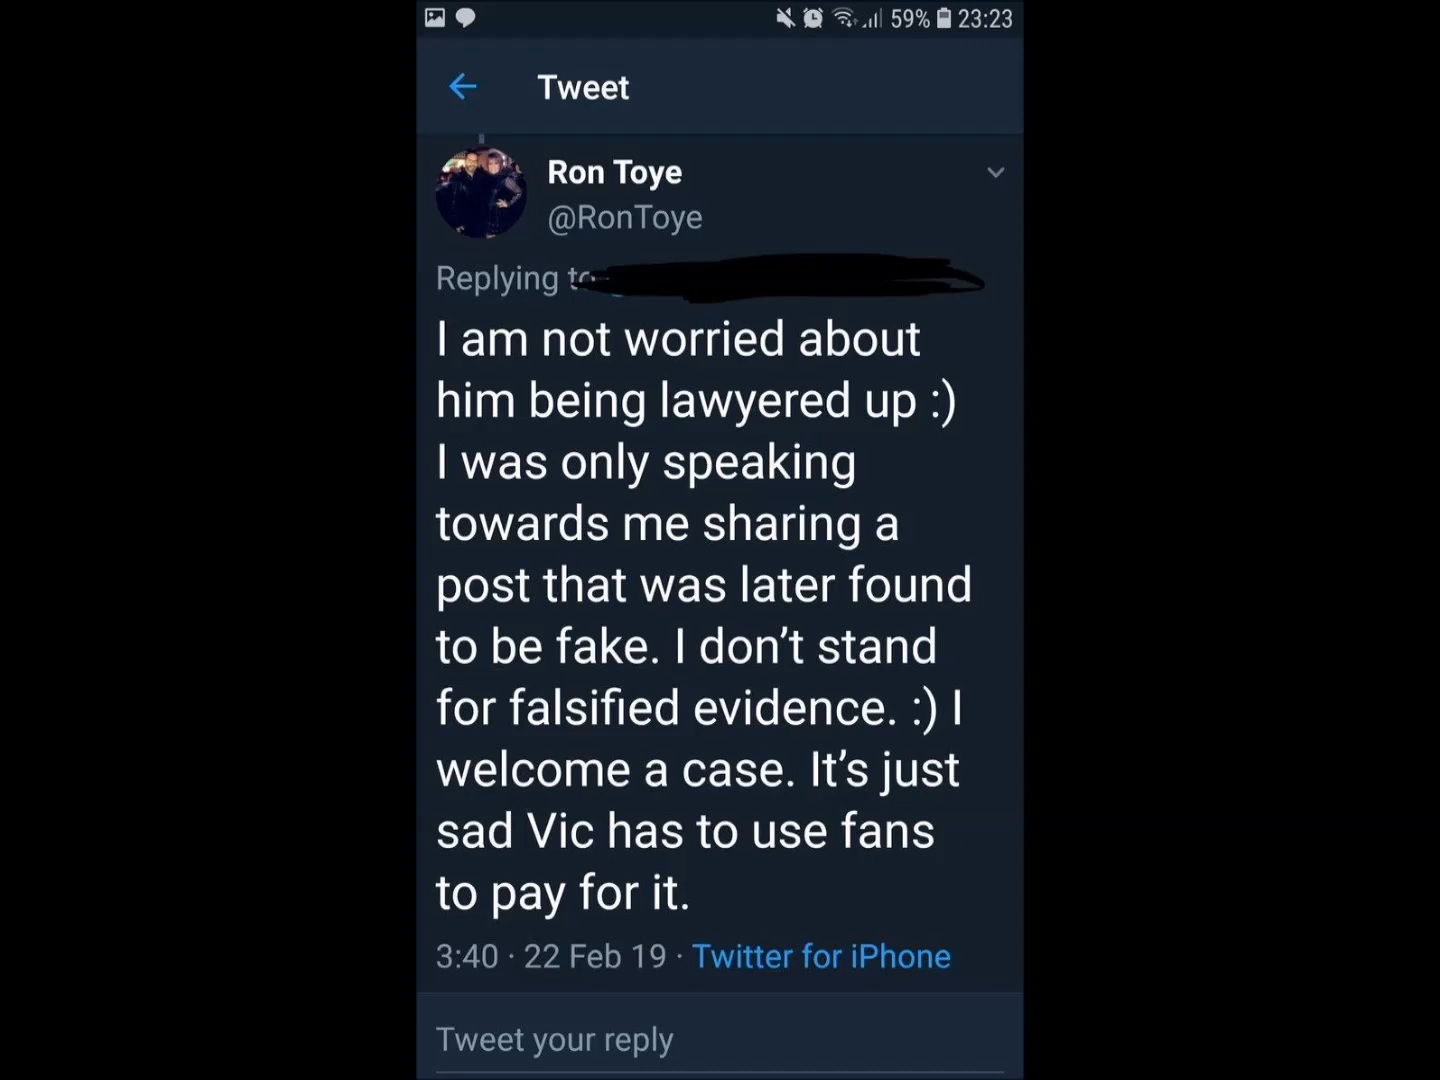 59% 23:23
Tweet
Ron Toye
@RonToye
Replying to
I am not worried about
him being lawyered up :)
I was only speaking
towards me sharing a
post that was later found
to be fake. I don’t stand
for falsified evidence. :) I
welcome a case. It’s just
sad Vic has to use fans
to pay for it.
3:40 · 22 Feb 19 · Twitter for iPhone
Tweet your reply